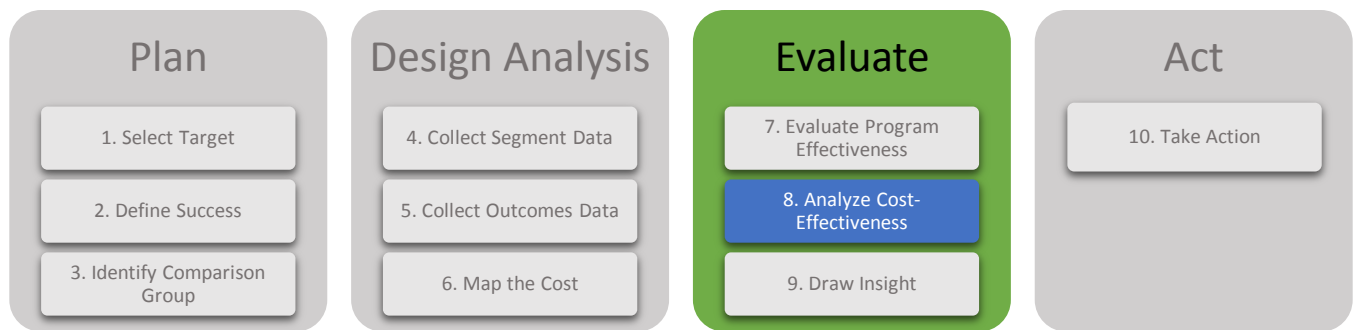 Plan
1. Select Target
2. Define Success
3. Identify Comparison
Group
Design Analysis
4. Collect Segment Data
5. Collect Outcomes Data
6. Map the Cost
Evaluate
7. Evaluate Program
Effectiveness
8. Analyze Cost-
Effectiveness
9. Draw Insight
Act
10. Take Action